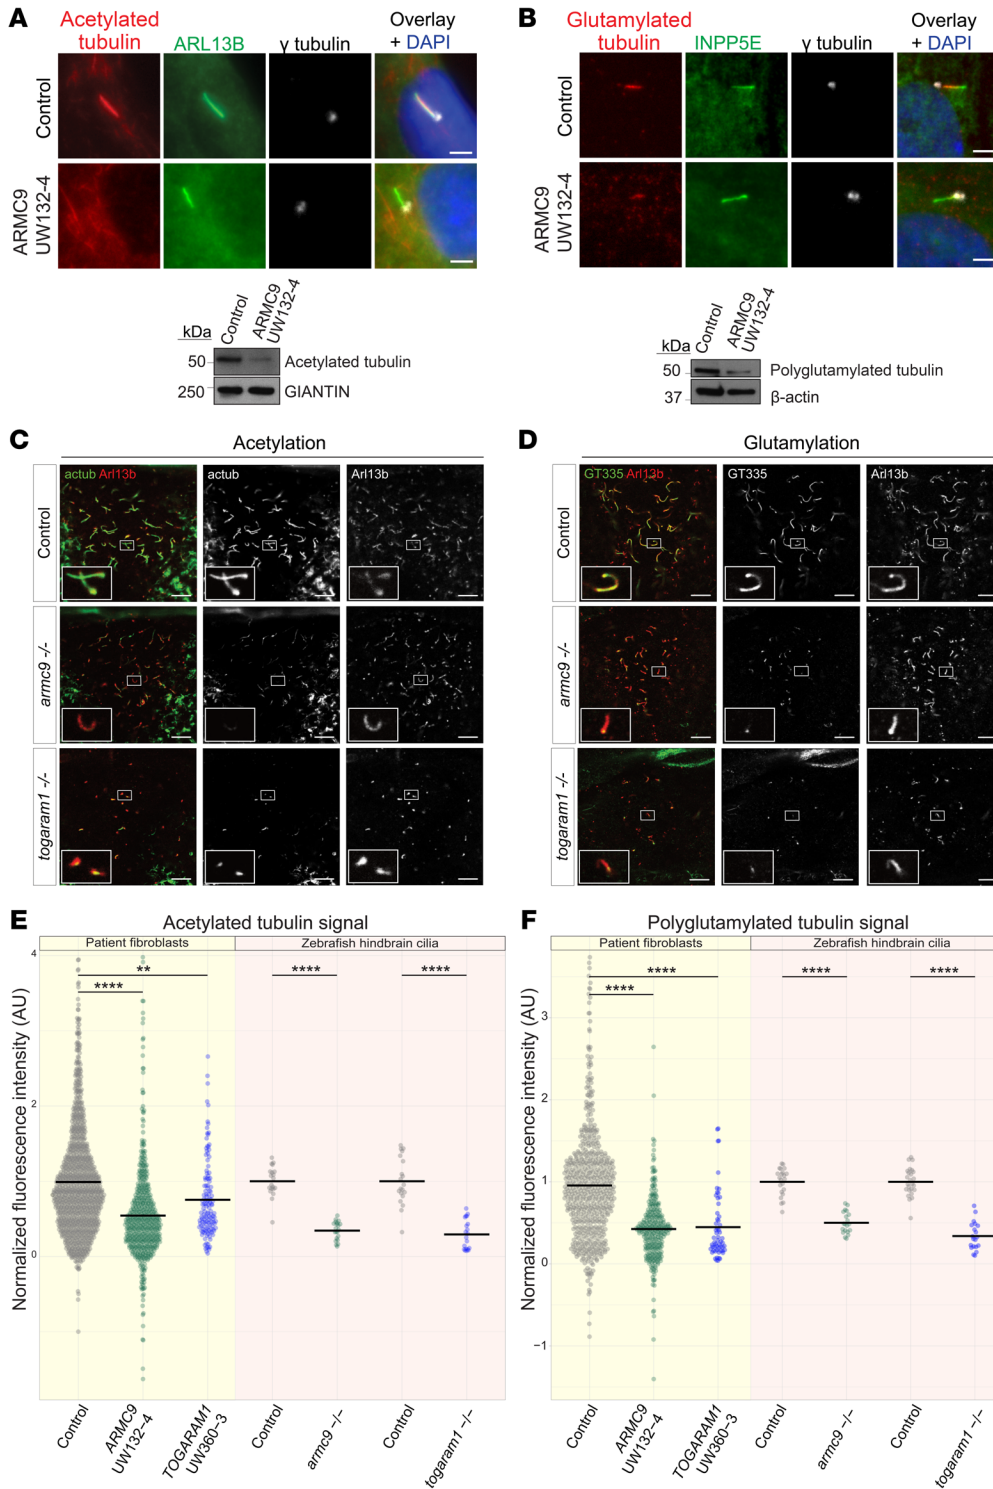 A
Acetylated
tubulin
ARL13B
γ tubulin
Overlay
+ DAPI
Control
ARMC9
UW132-4
kDa
Control
ARMC9
UW132-4
50
Acetylated tubulin
250
GIANTIN
B
Glutamylated
tubulin
INPP5E
γ tubulin
Overlay
+ DAPI
Control
ARMC9
UW132-4
kDa
Control
ARMC9
UW132-4
50
Polyglutamylated tubulin
37
β-actin
C
Acetylation
actub Arl13b
actub
Arl13b
Control
armc9 -/-
togaram1 -/-
D
Glutamylation
GT335 Arl13b
GT335
Arl13b
Control
armc9 -/-
togaram1 -/-
E
Acetylated tubulin signal
Patient fibroblasts
Zebrafish hindbrain cilia
Normalized fluorescence intensity (AU)
4
2
0
**
****
****
****
Control
ARMC9
UW132−4
TOGARAM1
UW360−3
Control
armc9 −/−
Control
togaram1 −/−
F
Polyglutamylated tubulin signal
Patient fibroblasts
Zebrafish hindbrain cilia
Normalized fluorescence intensity (AU)
3
2
1
0
−1
****
****
****
****
Control
ARMC9
UW132−4
TOGARAM1
UW360−3
Control
armc9 −/−
Control
togaram1 −/−